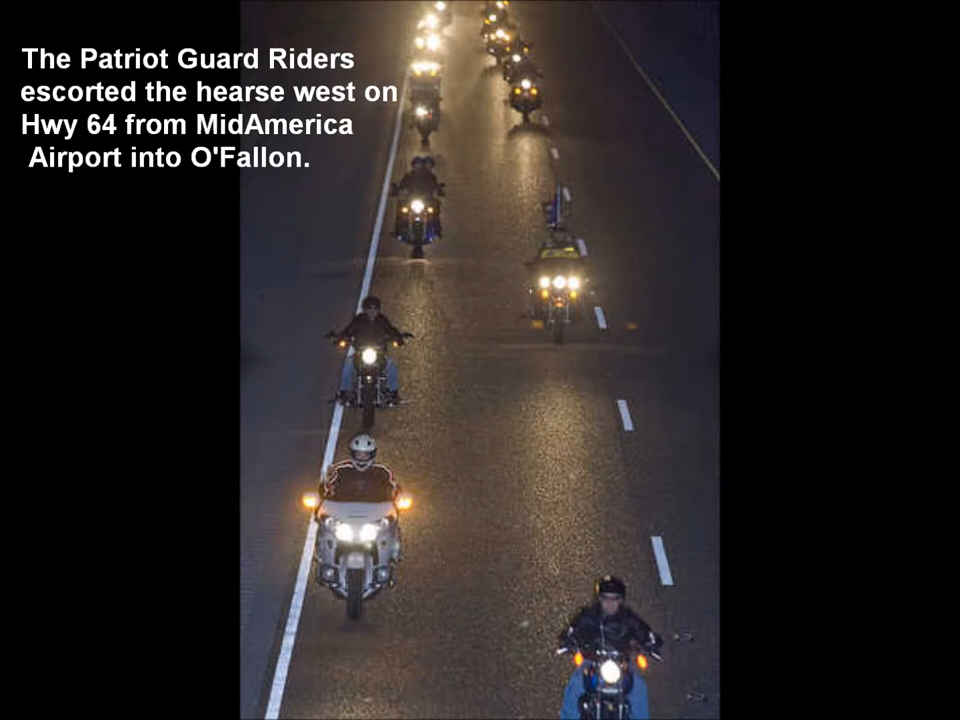 The Patriot Guard Riders
escorted the hearse west on
Hwy 64 from MidAmerica
Airport into O'Fallon.